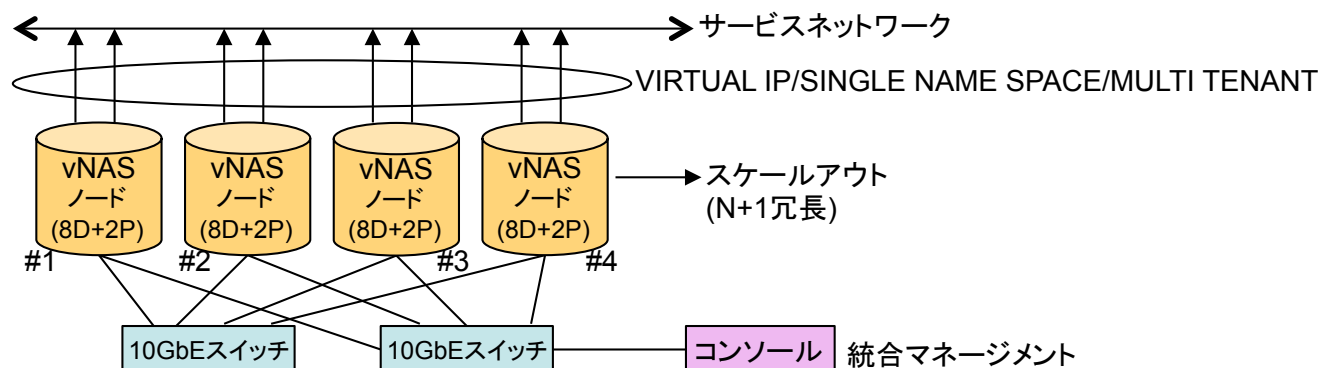 サービスネットワーク
VIRTUAL IP/SINGLE NAME SPACE/MULTI TENANT
vNAS
ノード
(8D+2P)
#1
vNAS
ノード
(8D+2P)
#2
vNAS
ノード
(8D+2P)
#3
vNAS
ノード
(8D+2P)
#4
スケールアウト
(N+1冗長)
10GbEスイッチ
10GbEスイッチ
コンソール
統合マネージメント